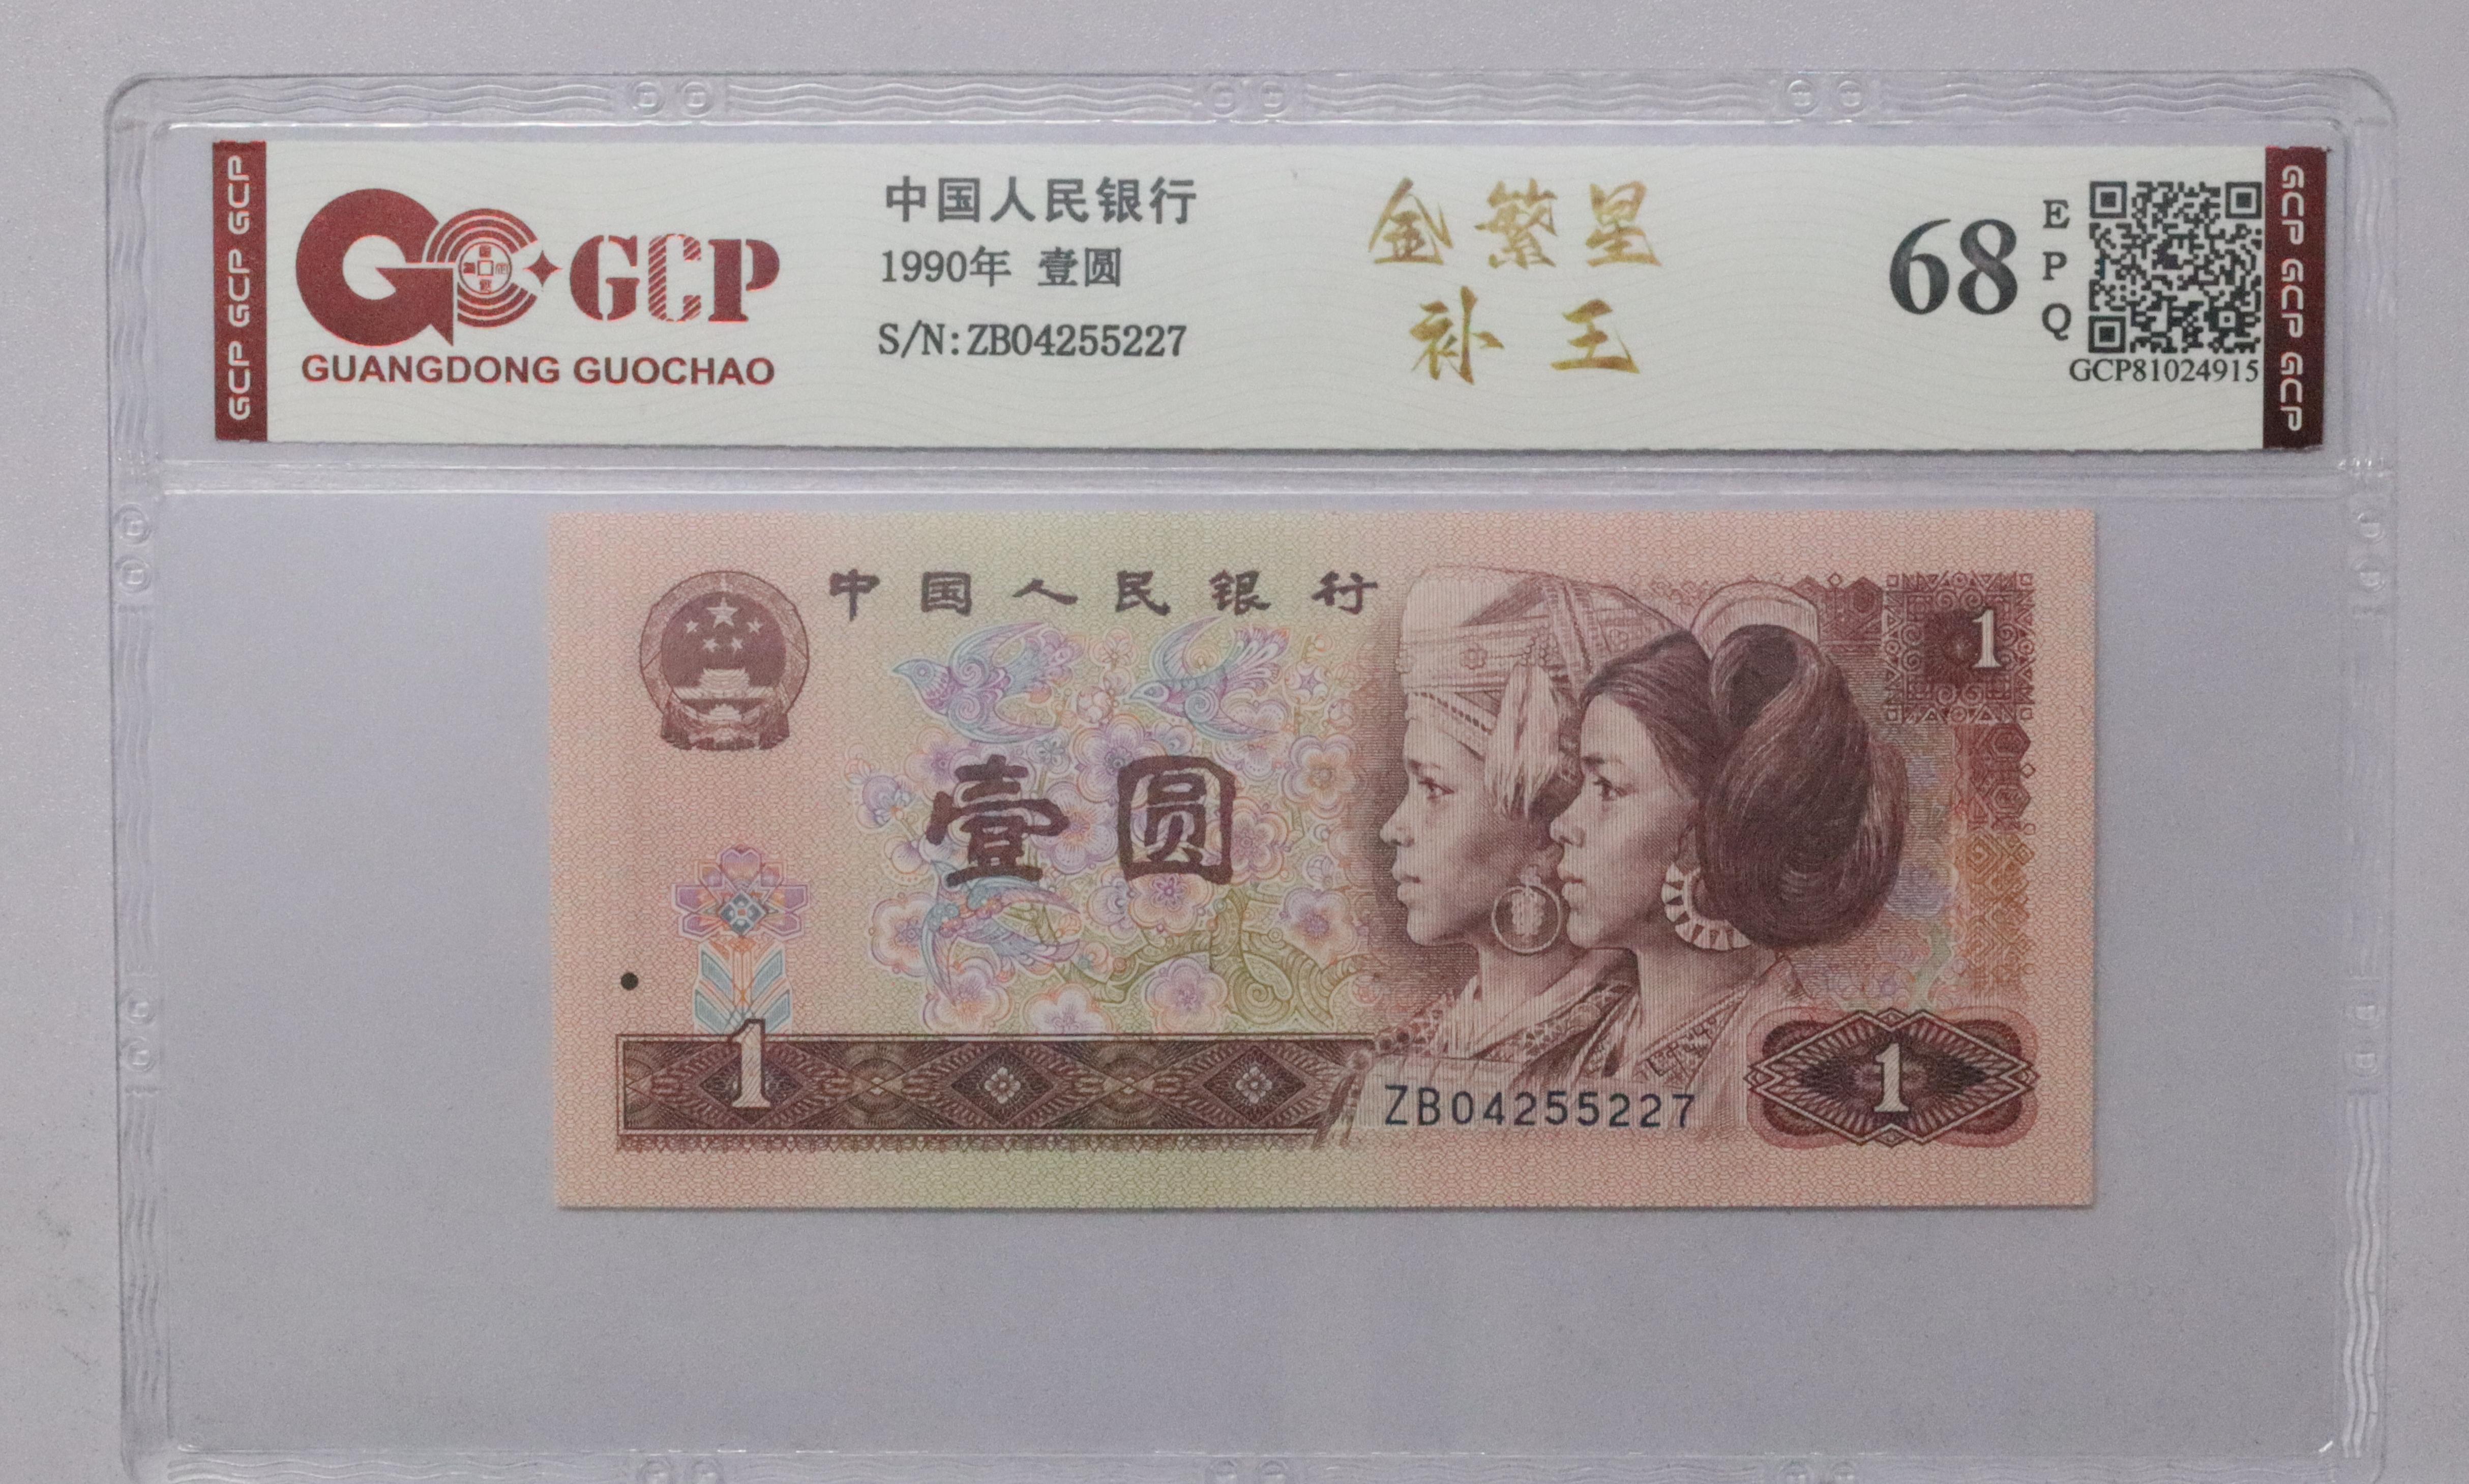 GCP GCP GCP
GCP
GUANGDONG GUOCHAO
中国人民银行
1990年 壹圆
S/N:ZB04255227
金繁星
补王
68
EPQ
GCP81024915
GCP GCP GCP
中国人民银行
1
壹圆
1
ZB04255227
1